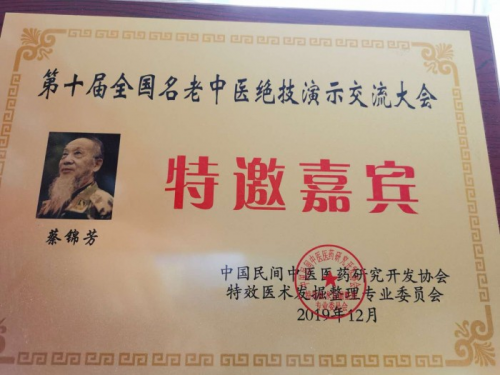 第十届全国名老中医绝技演示交流大会
特邀嘉宾
蔡锦芳
中国民间中医医药研究开发协会
特效医术发掘整理专业委员会
2019年12月